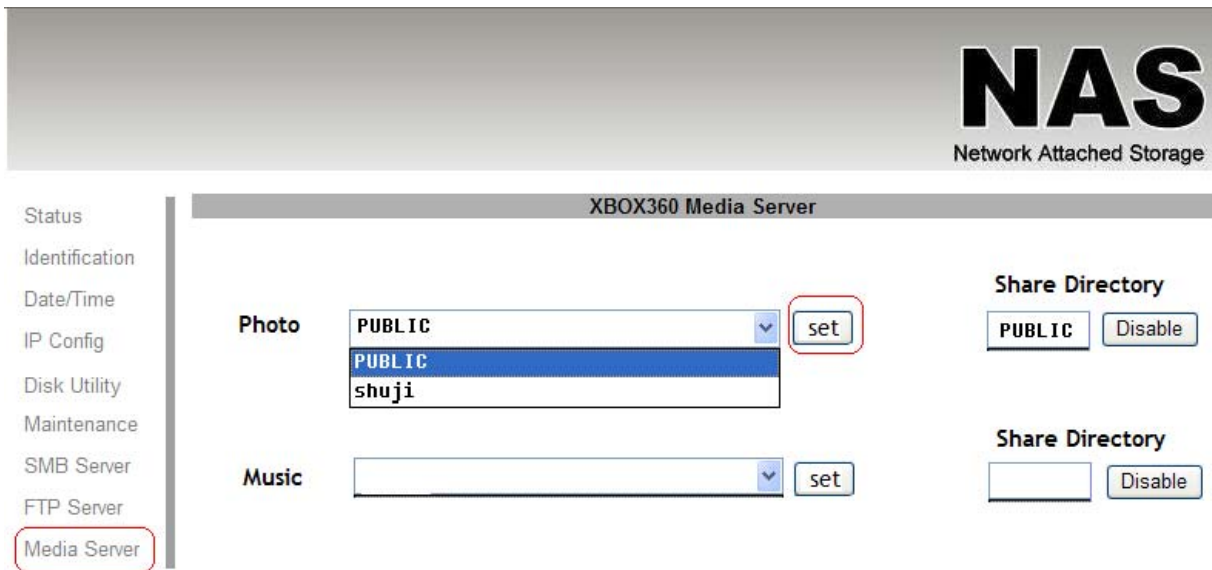 NAS
Network Attached Storage
Status
Identification
Date/Time
IP Config
Disk Utility
Maintenance
SMB Server
FTP Server
Media Server
XBOX360 Media Server
Photo
PUBLIC
set
PUBLIC
shuji
Share Directory
PUBLIC
Disable
Music
set
Share Directory
Disable